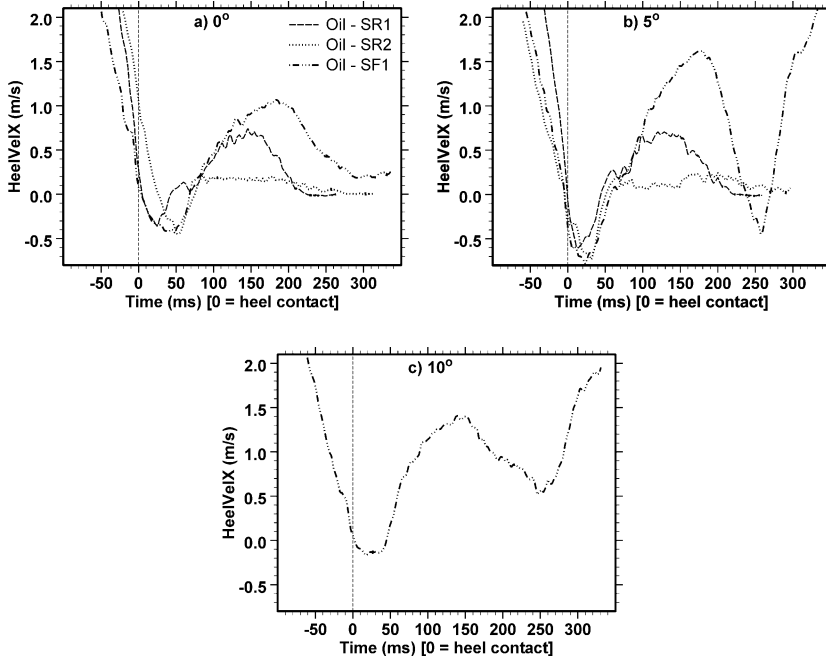 a) 0°
Oil - SR1
Oil - SR2
Oil - SF1
HeelVelX (m/s)
2.0
1.5
1.0
0.5
0.0
-0.5
-50 0 50 100 150 200 250 300
Time (ms) [0 = heel contact]
b) 5°
HeelVelX (m/s)
2.0
1.5
1.0
0.5
0.0
-0.5
-50 0 50 100 150 200 250 300
Time (ms) [0 = heel contact]
c) 10°
HeelVelX (m/s)
2.0
1.5
1.0
0.5
0.0
-0.5
-50 0 50 100 150 200 250 300
Time (ms) [0 = heel contact]